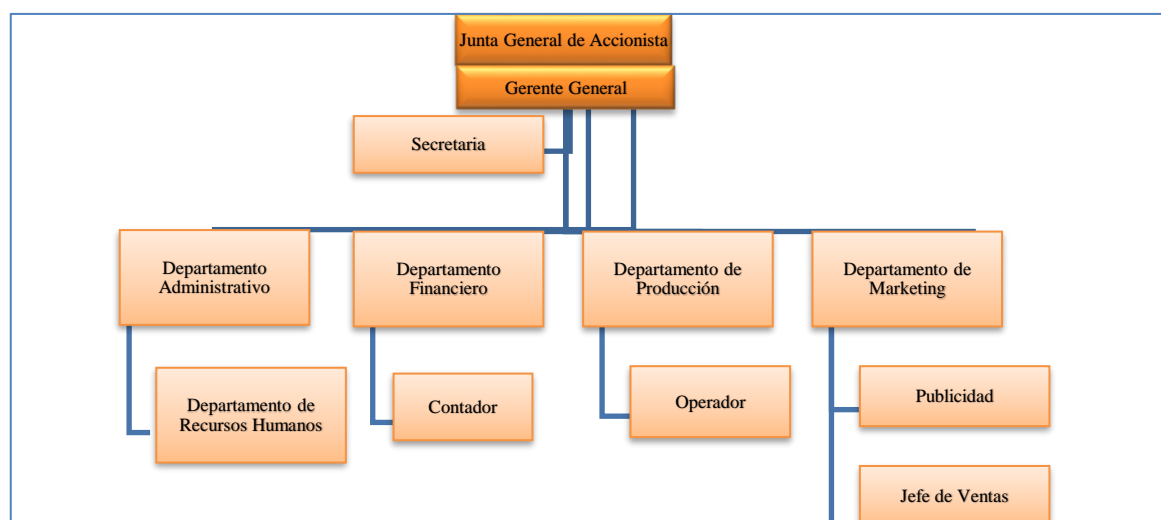 Junta General de Accionista
Gerente General
Secretaria
Departamento
Administrativo
Departamento
Financiero
Departamento de
Producción
Departamento de
Marketing
Departamento de
Recursos Humanos
Contador
Operador
Publicidad
Jefe de Ventas